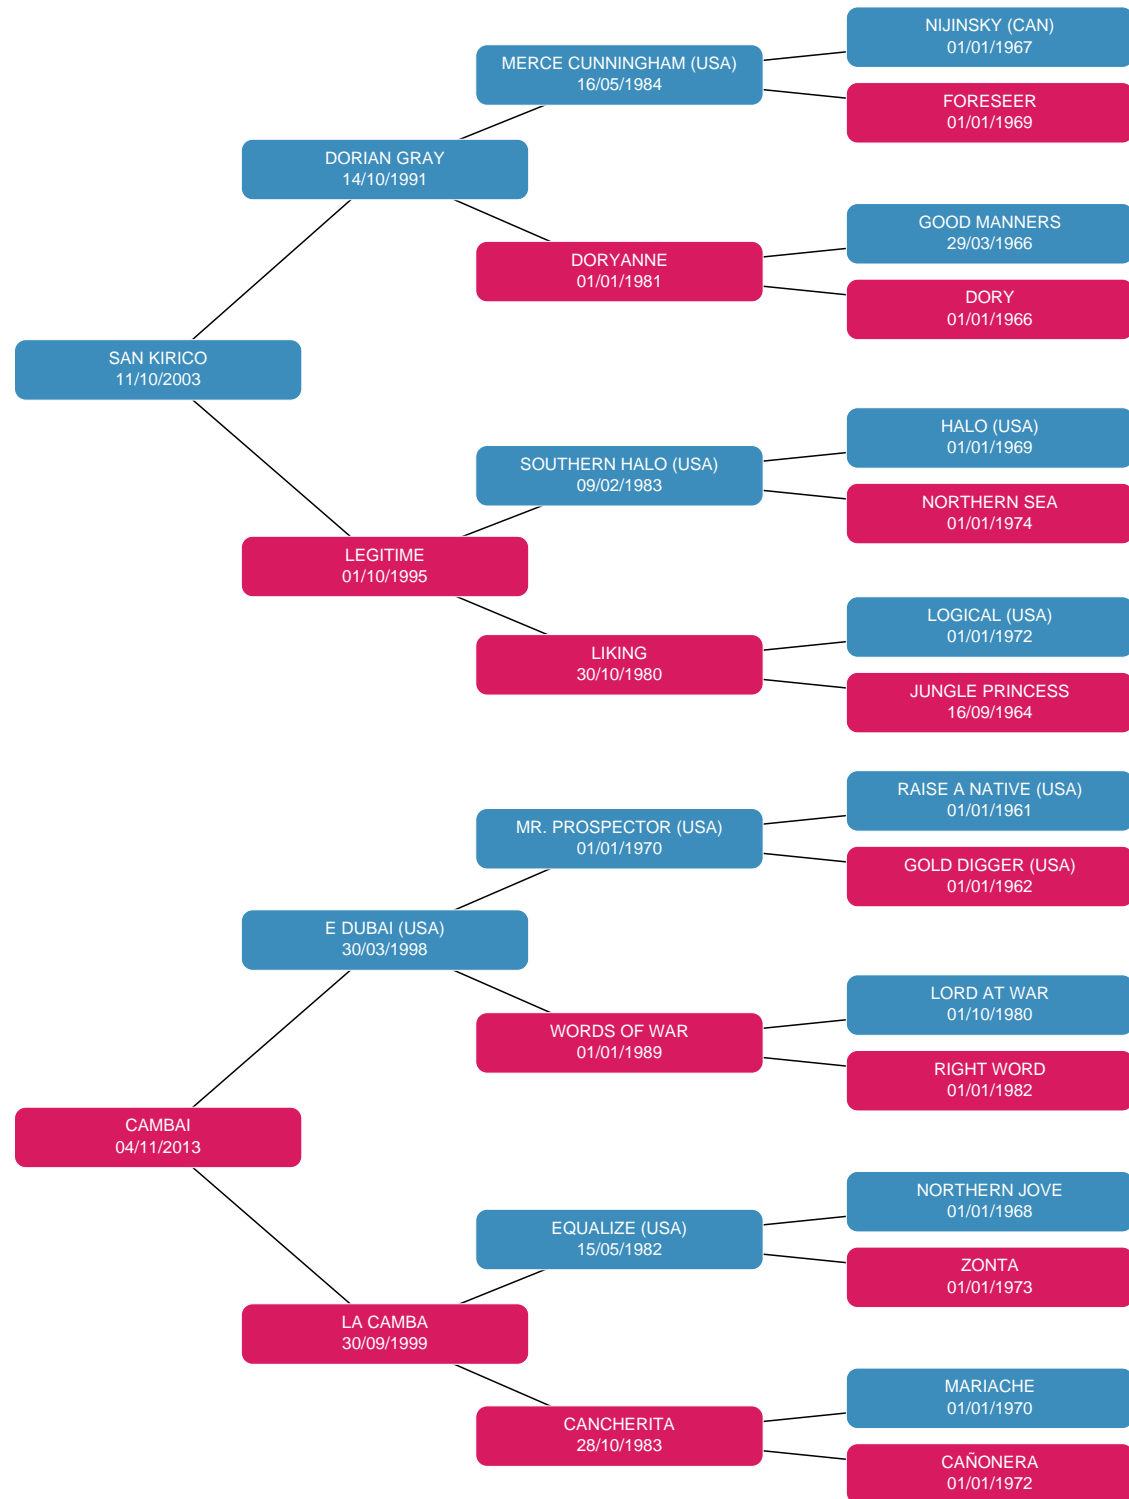 NIJINSKY (CAN)
01/01/1967
MERCE CUNNINGHAM (USA)
16/05/1984
FORESEER
01/01/1969
DORIAN GRAY
14/10/1991
GOOD MANNERS
29/03/1966
DORYANNE
01/01/1981
DORY
01/01/1966
SAN KIRICO
11/10/2003
HALO (USA)
01/01/1969
SOUTHERN HALO (USA)
09/02/1983
NORTHERN SEA
01/01/1974
LEGITIME
01/10/1995
LOGICAL (USA)
01/01/1972
LIKING
30/10/1980
JUNGLE PRINCESS
16/09/1964
RAISE A NATIVE (USA)
01/01/1961
MR. PROSPECTOR (USA)
01/01/1970
GOLD DIGGER (USA)
01/01/1962
E DUBAI (USA)
30/03/1998
LORD AT WAR
01/10/1980
WORDS OF WAR
01/01/1989
RIGHT WORD
01/01/1982
CAMBAI
04/11/2013
NORTHERN JOVE
01/01/1968
EQUALIZE (USA)
15/05/1982
ZONTA
01/01/1973
LA CAMBA
30/09/1999
MARIACHE
01/01/1970
CANCHERITA
28/10/1983
CAÑONERA
01/01/1972